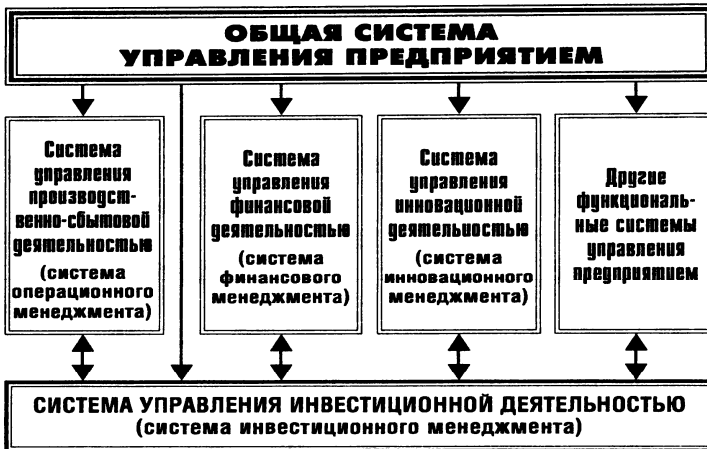 ОБЩАЯ СИСТЕМА
УПРАВЛЕНИЯ ПРЕДПРИЯТИЕМ
Система
управления
производст-
венно-сбытовой
деятельностью
(система
операционного
менеджмента)
Система
управления
финансовой
деятельностью
(система
финансового
менеджмента)
Система
управления
инновационной
деятельностью
(система
инновационного
менеджмента)
Другие
функциональ-
ные системы
управления
предприятием
СИСТЕМА УПРАВЛЕНИЯ ИНВЕСТИЦИОННОЙ ДЕЯТЕЛЬНОСТЬЮ
(система инвестиционного менеджмента)